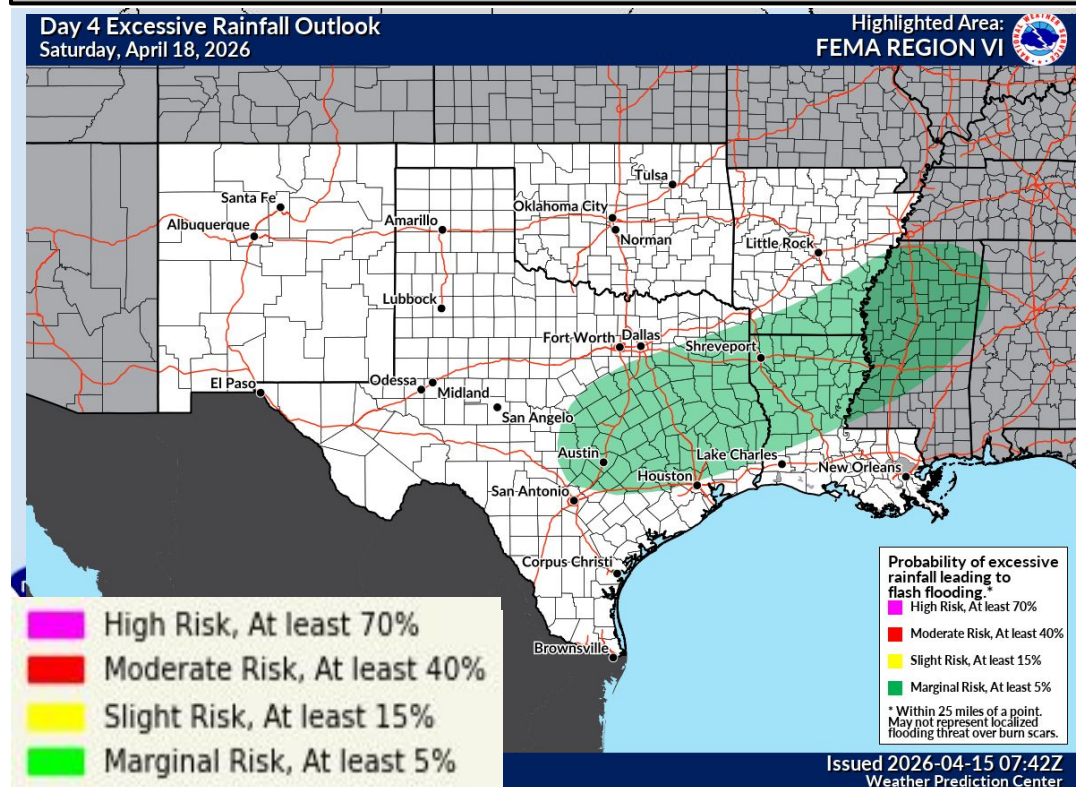 Day 4 Excessive Rainfall Outlook
Saturday, April 18, 2026
Highlighted Area:
FEMA REGION VI
NATIONAL WEATHER SERVICE
Tulsa
Santa Fe
Oklahoma City
Albuquerque
Amarillo
Norman
Little Rock
Lubbock
Fort Worth
Dallas
Shreveport
El Paso
Odessa
Midland
San Angelo
Austin
Lake Charles
Houston
New Orleans
San Antonio
Corpus Christi
Brownsville
Probability of excessive
rainfall leading to
flash flooding.*
High Risk, At least 70%
Moderate Risk, At least 40%
Slight Risk, At least 15%
Marginal Risk, At least 5%
* Within 25 miles of a point.
May not represent localized
flooding threat over burn scars.
High Risk, At least 70%
Moderate Risk, At least 40%
Slight Risk, At least 15%
Marginal Risk, At least 5%
Issued 2026-04-15 07:42Z
Weather Prediction Center